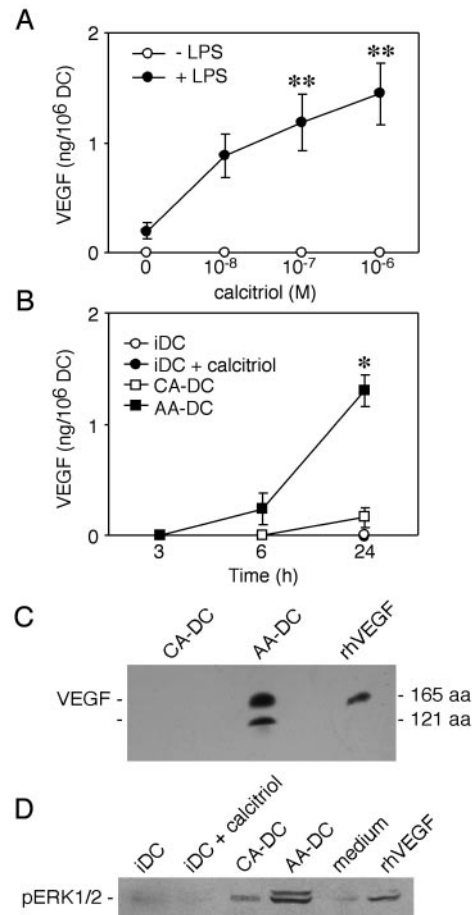 A
2
- LPS
+ LPS
**
**
VEGF (ng/10⁶ DC)
1
0
0
10⁻⁸
10⁻⁷
10⁻⁶
calcitriol (M)
B
2
iDC
iDC + calcitriol
CA-DC
AA-DC
*
VEGF (ng/10⁶ DC)
1
0
3
6
24
Time (h)
C
CA-DC
AA-DC
rhVEGF
VEGF -
- 165 aa
-
- 121 aa
D
iDC
iDC + calcitriol
CA-DC
AA-DC
medium
rhVEGF
pERK1/2 -